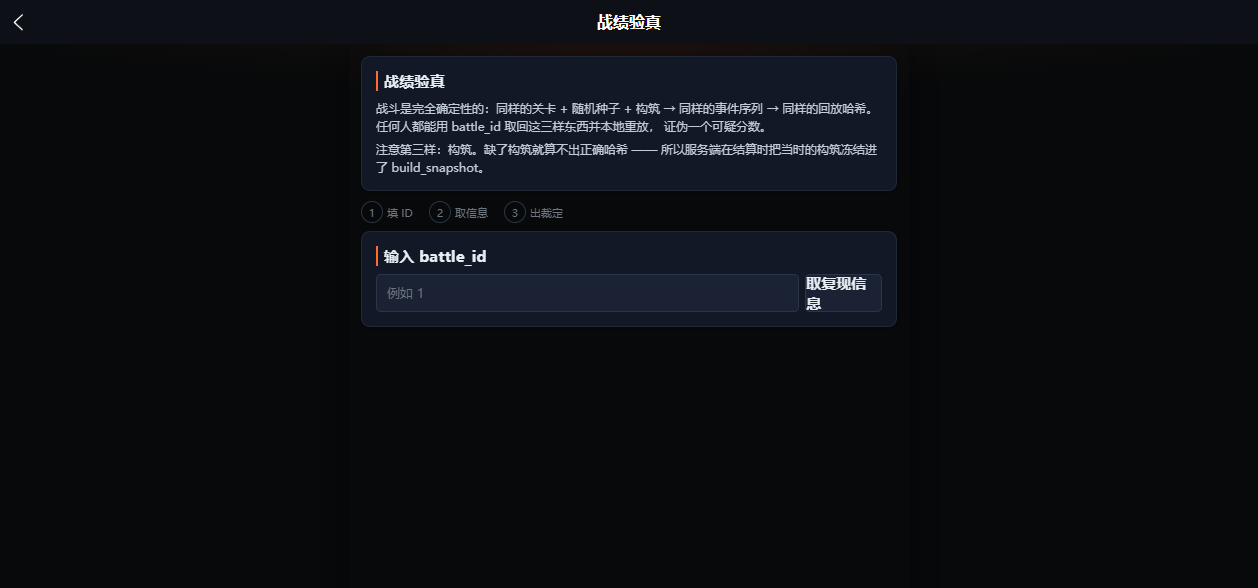 战绩验真
战绩验真
战斗是完全确定性的：同样的关卡 + 随机种子 + 构筑 → 同样的事件序列 → 同样的回放哈希。
任何人都能用 battle_id 取回这三样东西并本地重放， 证伪一个可疑分数。
注意第三样：构筑。缺了构筑就算不出正确哈希 —— 所以服务端在结算时把当时的构筑冻结进
了 build_snapshot。
1 填 ID 2 取信息 3 出裁定
输入 battle_id
例如 1
取复现信
息